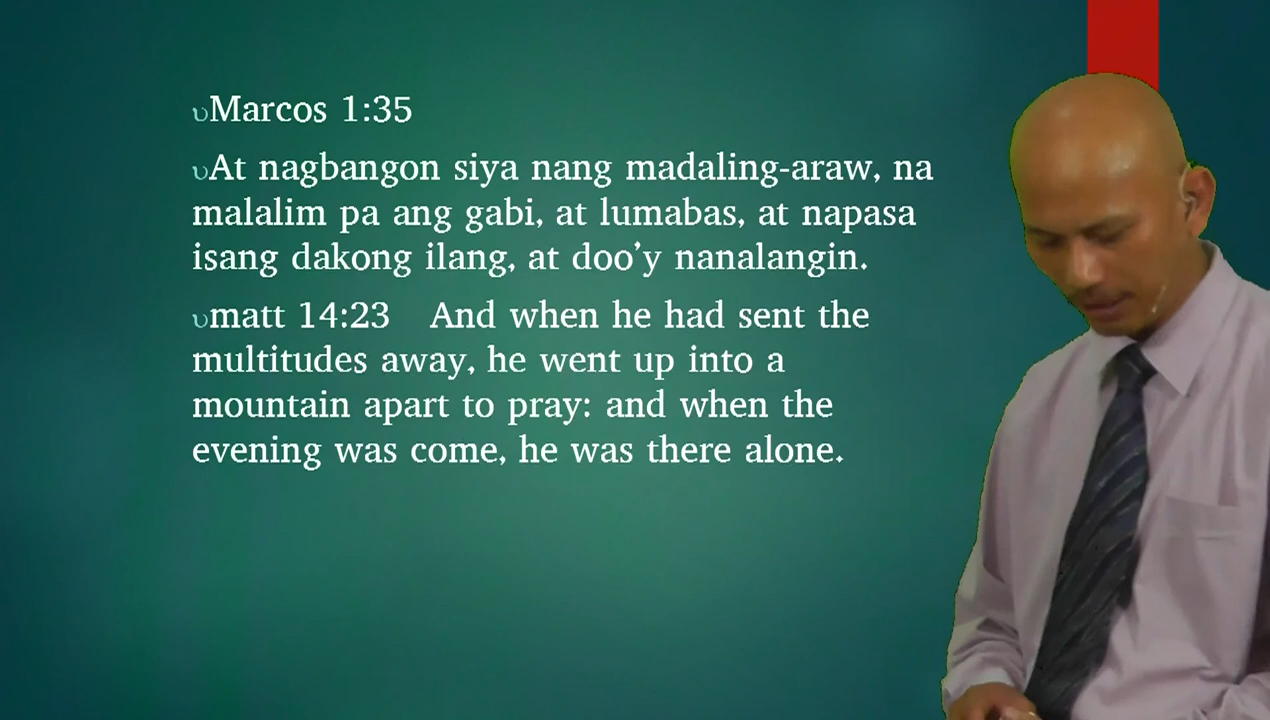 Marcos 1:35
At nagbangon siya nang madaling-araw, na
malalim pa ang gabi, at lumabas, at napasa
isang dakong ilang, at doo’y nanalangin.
matt 14:23 And when he had sent the
multitudes away, he went up into a
mountain apart to pray: and when the
evening was come, he was there alone.